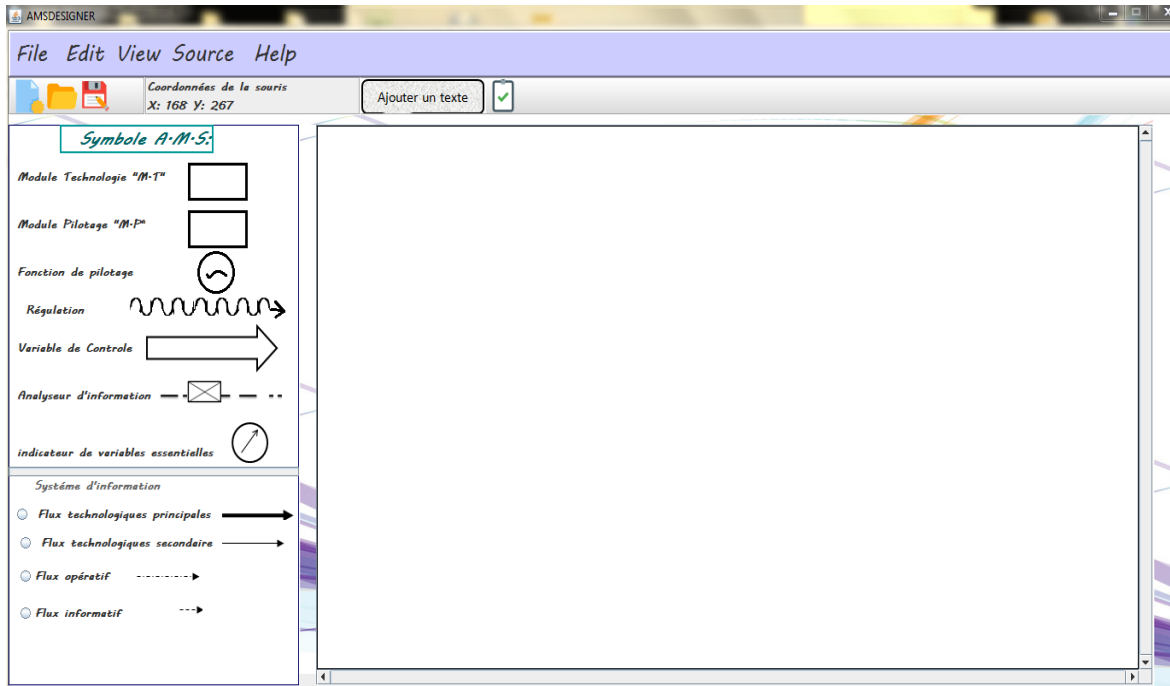 AMSDESIGNER
File Edit View Source Help
Coordonnées de la souris
X: 168 Y: 267
Ajouter un texte
Symbole A.M.S:
Module Technologie "M.T"
Module Pilotage "M.P"
Fonction de pilotage
Régulation
Variable de Controle
Analyseur d'information
indicateur de variables essentielles
Systéme d'information
Flux technologiques principales
Flux technologiques secondaire
Flux opératif
Flux informatif